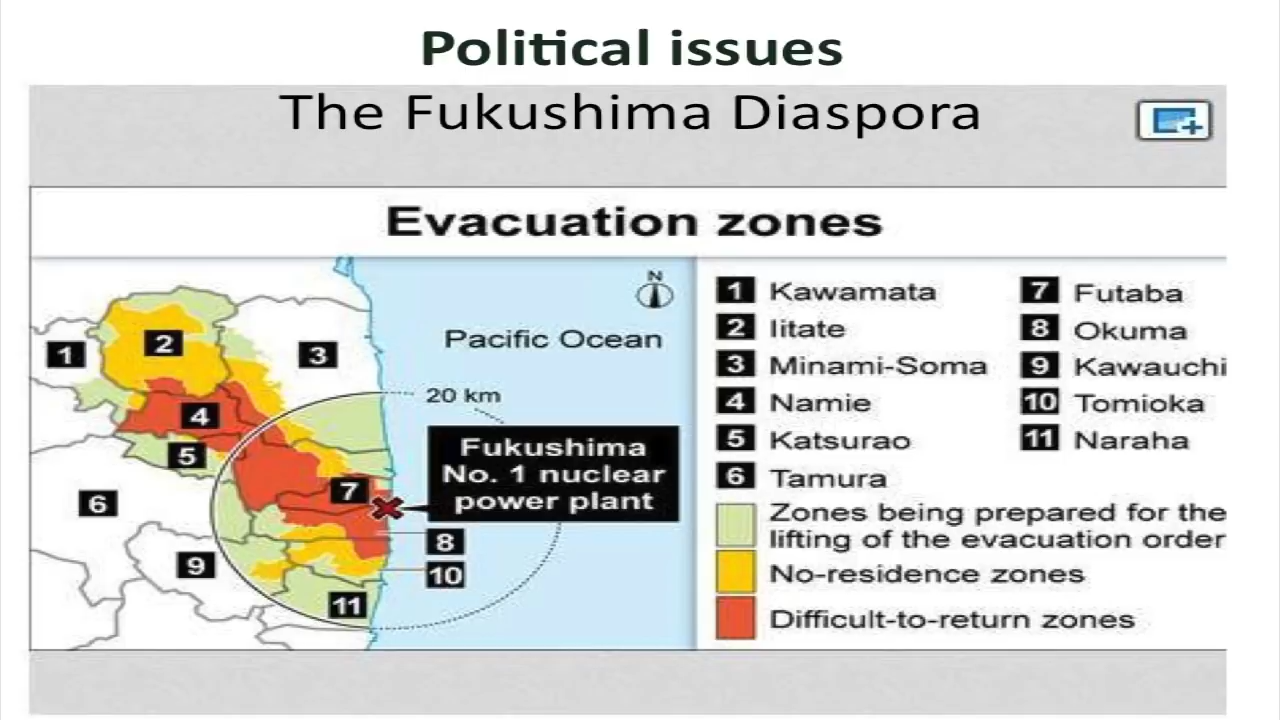 Political issues
The Fukushima Diaspora
Evacuation zones
N
Pacific Ocean
20 km
Fukushima
No. 1 nuclear
power plant
1
2
3
4
5
6
7
8
9
10
11
1 Kawamata
2 Iitate
3 Minami-Soma
4 Namie
5 Katsurao
6 Tamura
7 Futaba
8 Okuma
9 Kawauchi
10 Tomioka
11 Naraha
Zones being prepared for the
lifting of the evacuation order
No-residence zones
Difficult-to-return zones